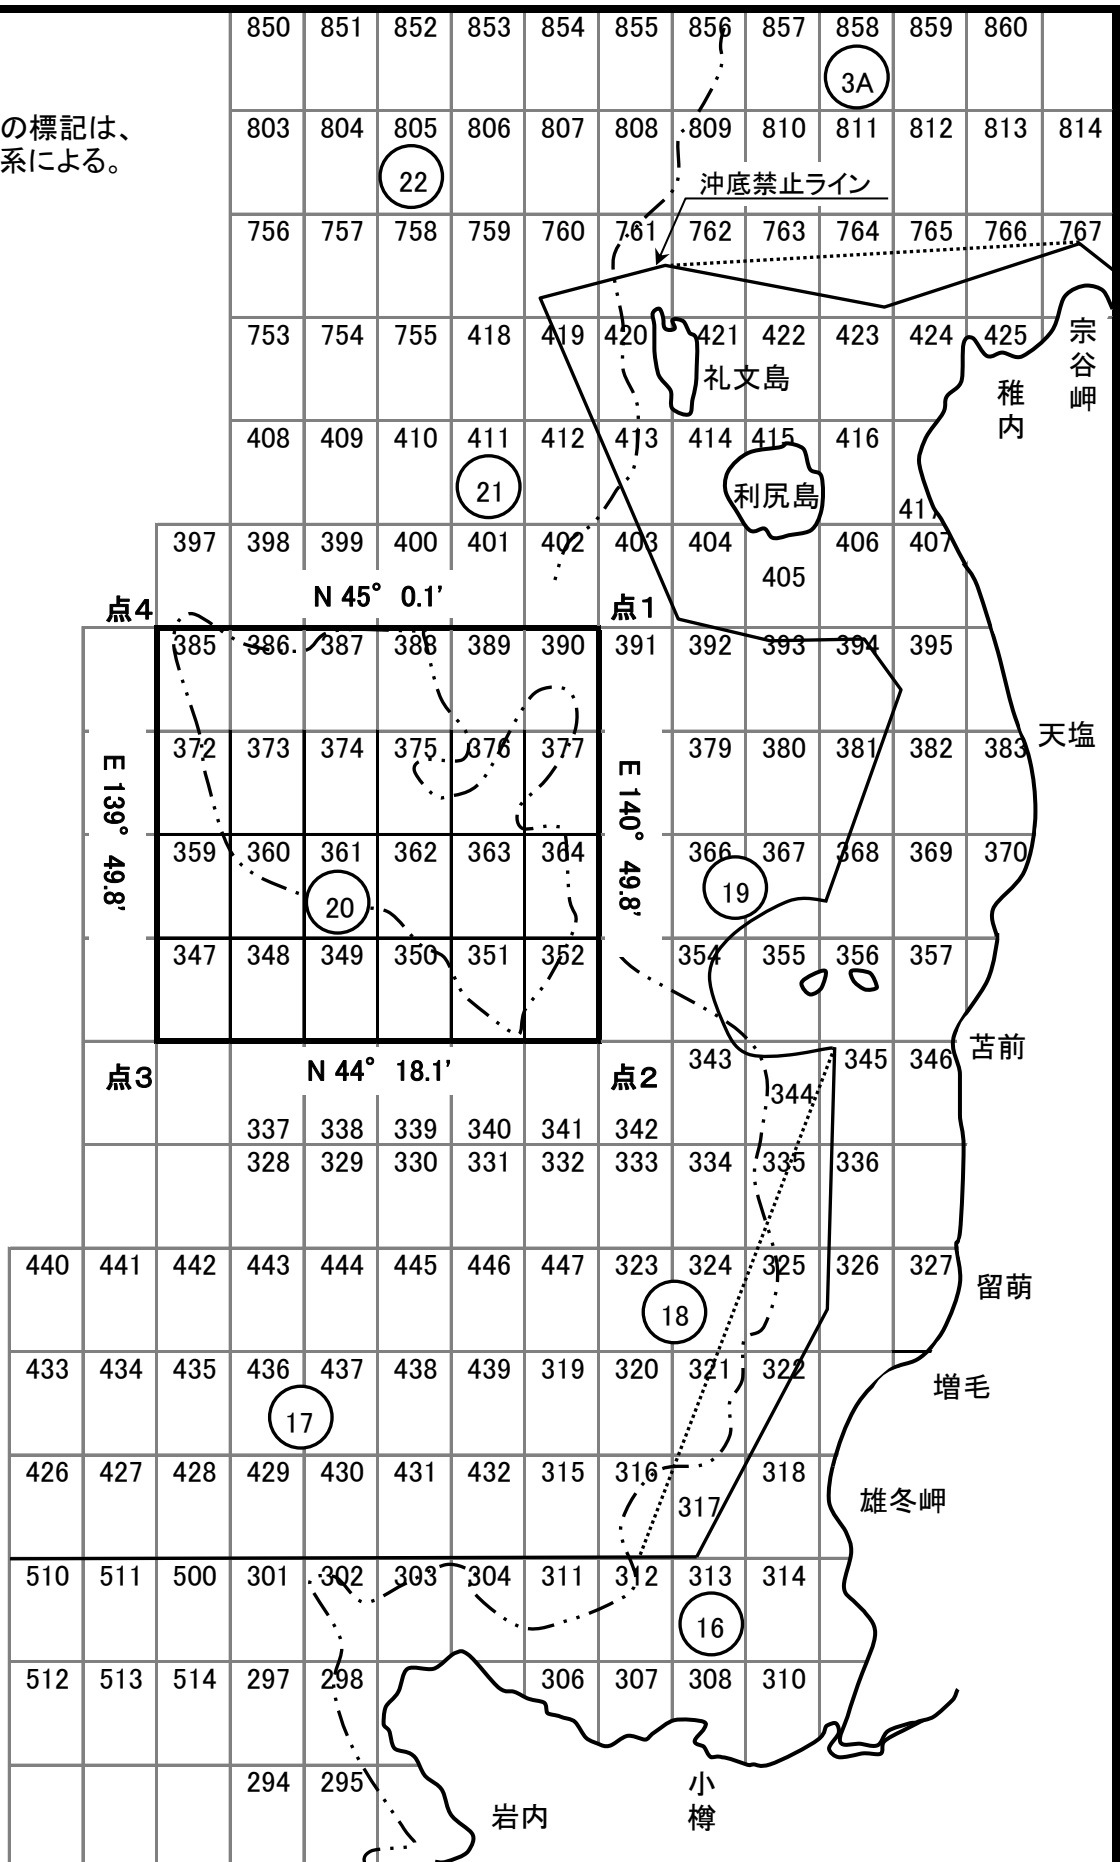 850 851 852 853 854 855 856 857 858 859 860
3A
の標記は、
系による。
803 804 805 806 807 808 809 810 811 812 813 814
22
沖底禁止ライン
756 757 758 759 760 761 762 763 764 765 766 767
753 754 755 418 419 420 421 422 423 424 425
宗谷岬
礼文島
稚内
408 409 410 411 412 413 414 415 416
21
利尻島
417
397 398 399 400 401 402 403 404 406 407
405
N 45° 0.1'
点4
点1
385 386 387 388 389 390 391 392 393 394 395
天塩
372 373 374 375 376 377 379 380 381 382 383
E 139° 49.8'
E 140° 49.8'
359 360 361 362 363 364 366 367 368 369 370
20
19
347 348 349 350 351 352 354 355 356 357
苫前
343 345 346
点3
N 44° 18.1'
点2
344
337 338 339 340 341 342
328 329 330 331 332 333 334 335 336
440 441 442 443 444 445 446 447 323 324 325 326 327
留萌
18
433 434 435 436 437 438 439 319 320 321 322
増毛
17
426 427 428 429 430 431 432 315 316 318
317
雄冬岬
510 511 500 301 302 303 304 311 312 313 314
16
512 513 514 297 298 306 307 308 310
294 295
岩内
小樽